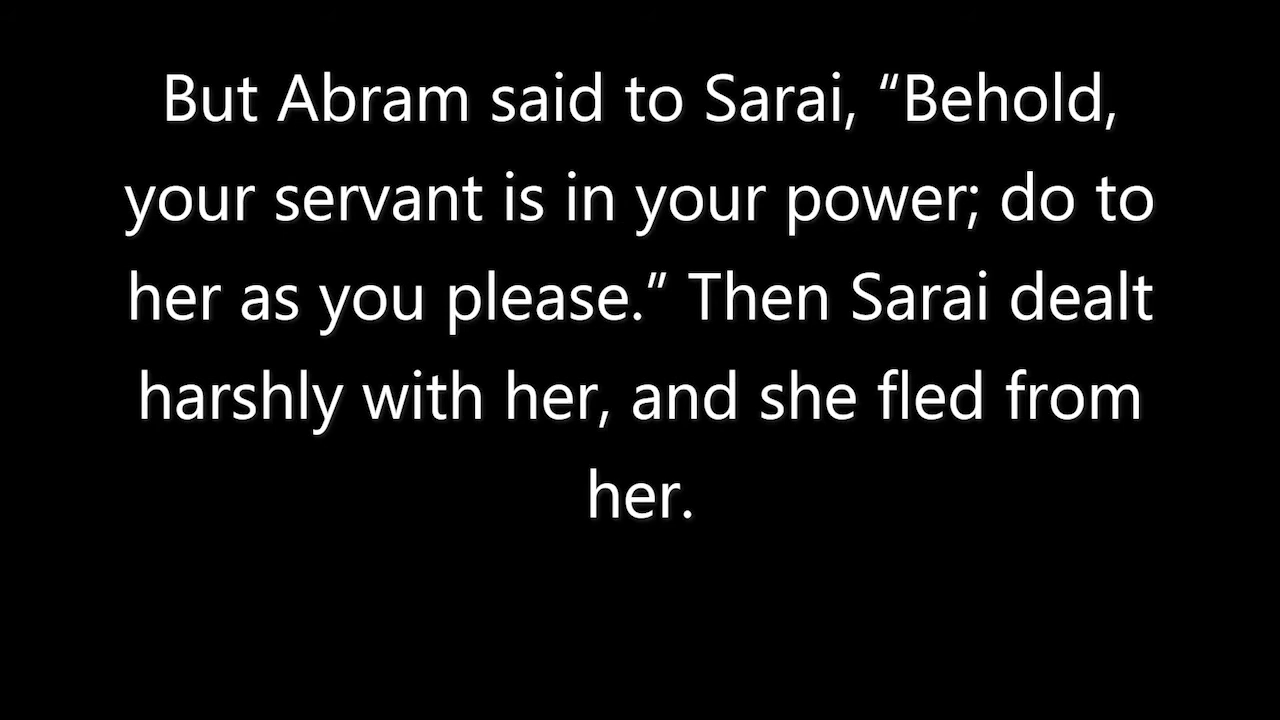 But Abram said to Sarai, “Behold,
your servant is in your power; do to
her as you please.” Then Sarai dealt
harshly with her, and she fled from
her.